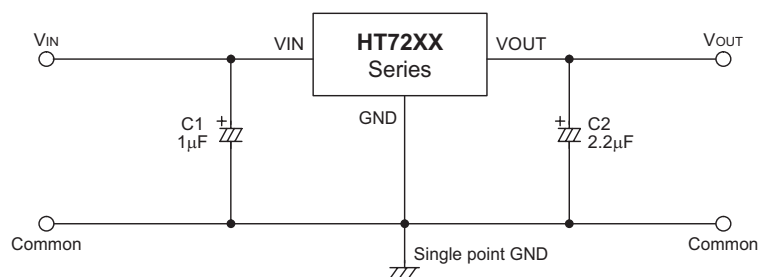 VIN
VIN
HT72XX
Series
VOUT
VOUT
GND
C1
1μF
+
+
C2
2.2μF
Common
Single point GND
Common